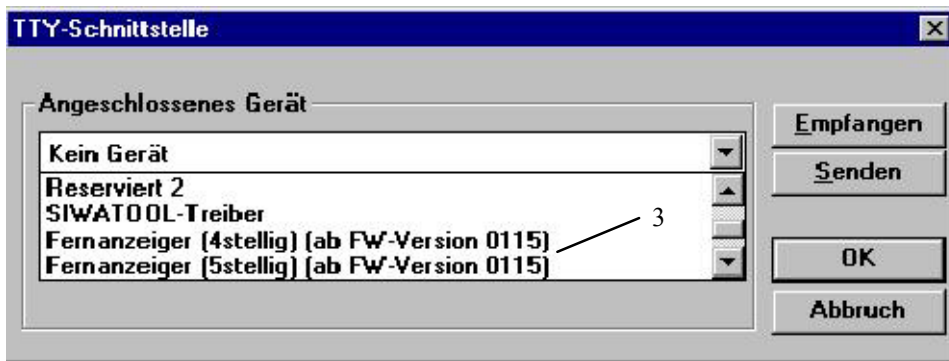 TTY-Schnittstelle
Angeschlossenes Gerät
Kein Gerät
Reserviert 2
SIWATOOL-Treiber
Fernanzeiger (4stellig) (ab FW-Version 0115)
Fernanzeiger (5stellig) (ab FW-Version 0115)
3
Empfangen
Senden
OK
Abbruch